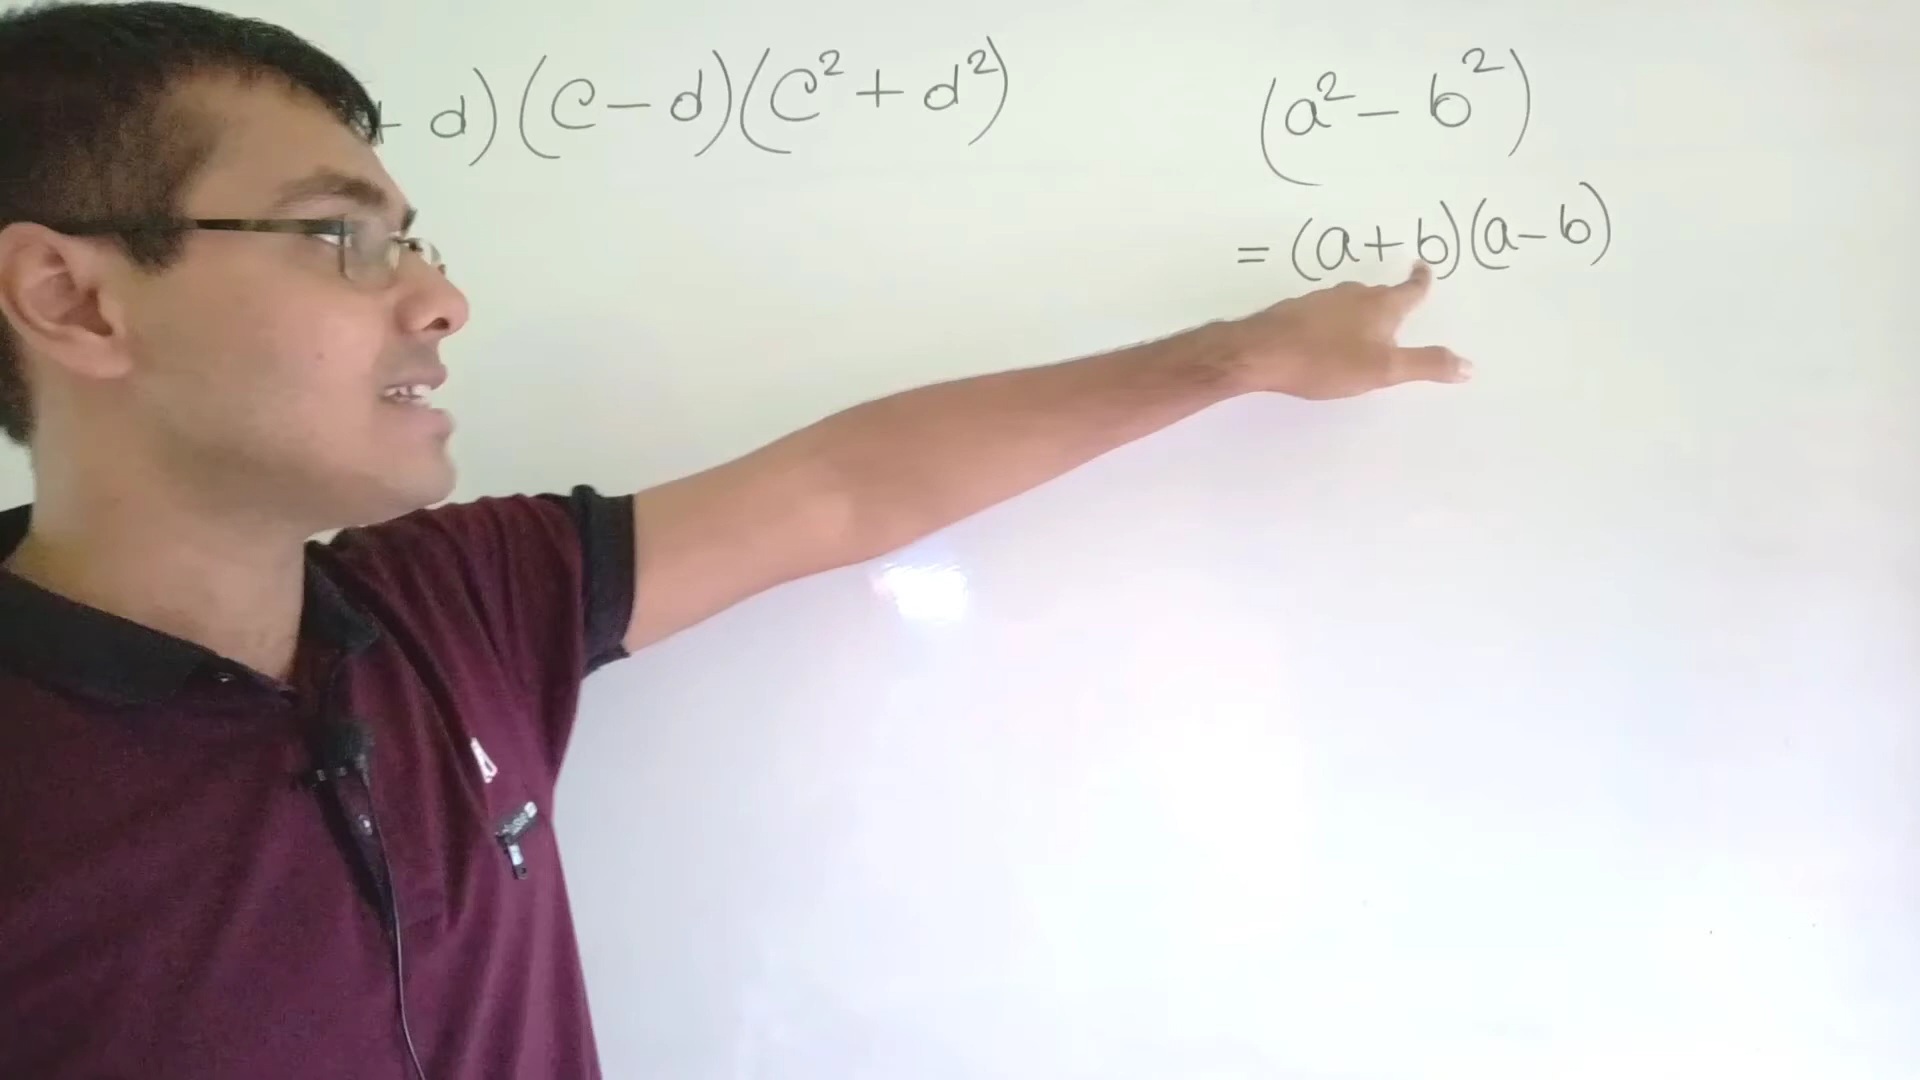 + d)(c-d)(c²+d²)
(a²-b²)
=(a+b)(a-b)